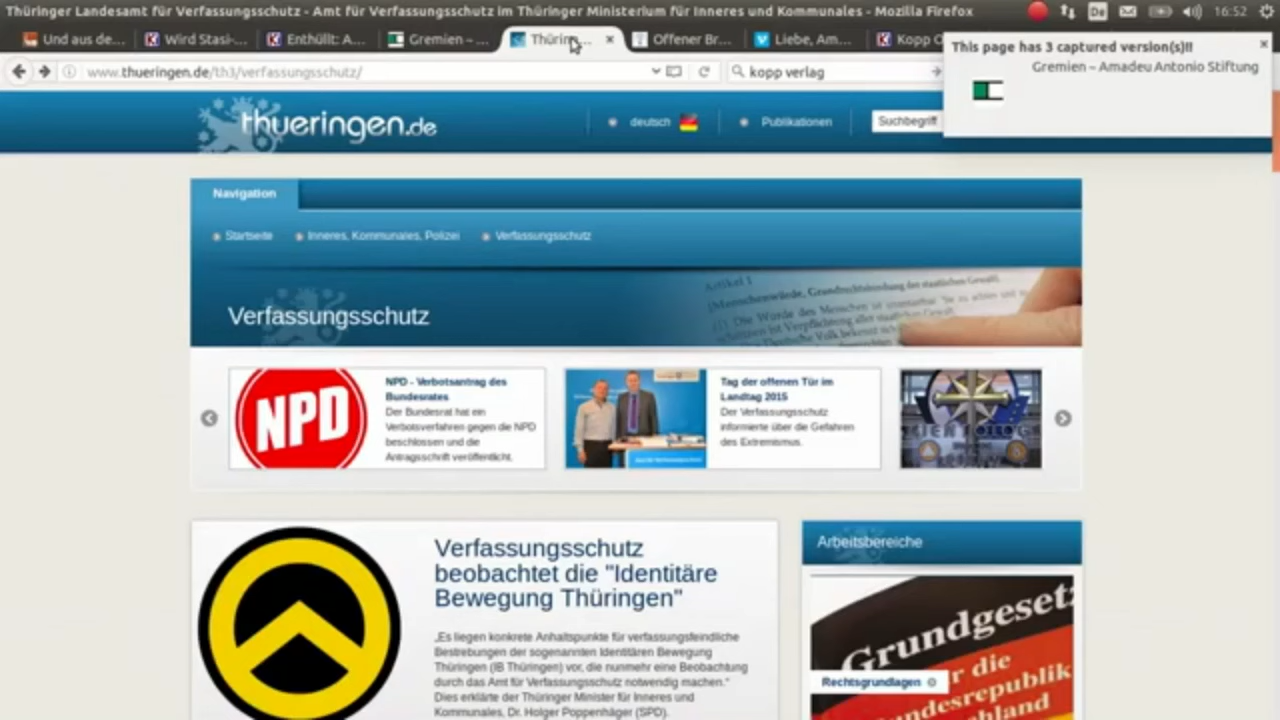 Thüringer Landesamt für Verfassungsschutz - Amt für Verfassungsschutz im Thüringer Ministerium für Inneres und Kommunales - Mozilla Firefox
De
16:52
Und aus de...
Wird Stasi-...
Enthüllt: A...
Gremien – ...
Thürin...
Offener Br...
Liebe, Am...
Kopp
www.thueringen.de/th3/verfassungsschutz/
kopp verlag
This page has 3 captured version(s)!!
Gremien – Amadeu Antonio Stiftung
thueringen.de
deutsch
Publikationen
Suchbegriff
Navigation
Startseite
Inneres, Kommunales, Polizei
Verfassungsschutz
Verfassungsschutz
Artikel 1
NPD
NPD - Verbotsantrag des
Bundesrates
Der Bundesrat hat ein
Verbotsverfahren gegen die NPD
beschlossen und die
Antragsschrift veröffentlicht.
Tag der offenen Tür im
Landtag 2015
Der Verfassungsschutz
informierte über die Gefahren
des Extremismus.
Verfassungsschutz
beobachtet die "Identitäre
Bewegung Thüringen"
„Es liegen konkrete Anhaltspunkte für verfassungsfeindliche
Bestrebungen der sogenannten Identitären Bewegung
Thüringen (IB Thüringen) vor, die nunmehr eine Beobachtung
durch das Amt für Verfassungsschutz notwendig machen.“
Dies erklärte der Thüringer Minister für Inneres und
Kommunales, Dr. Holger Poppenhäger (SPD).
Arbeitsbereiche
Grundgesetz
r die
undesrepublik
chland
Rechtsgrundlagen